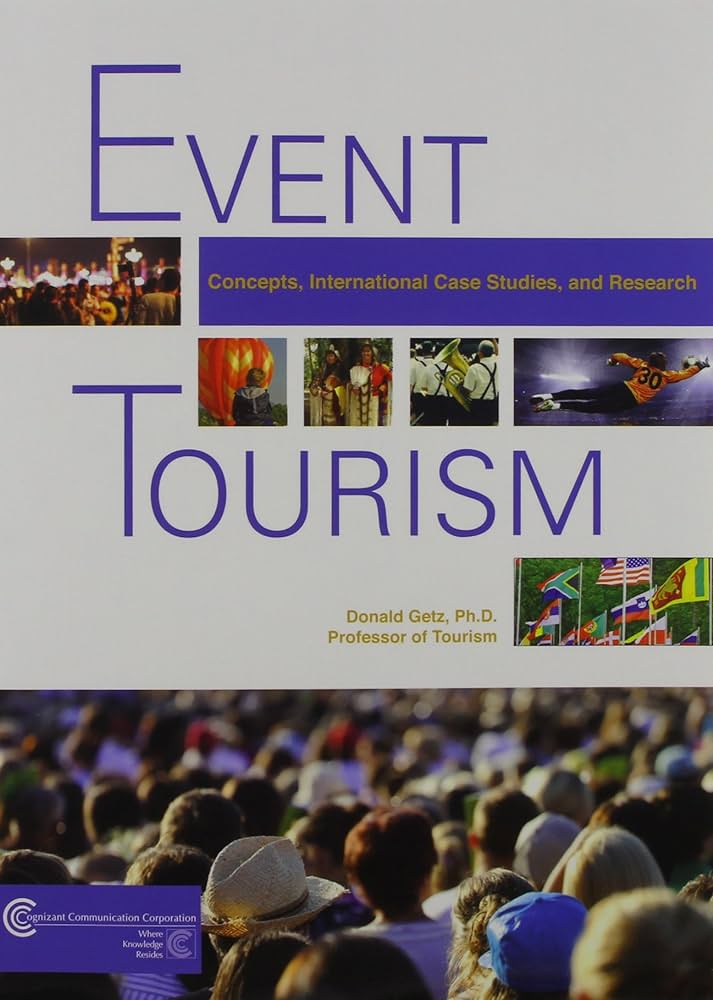 EVENT
Concepts, International Case Studies, and Research
30
TOURISM
Donald Getz, Ph.D.
Professor of Tourism
Cognizant Communication Corporation
Where
Knowledge
Resides